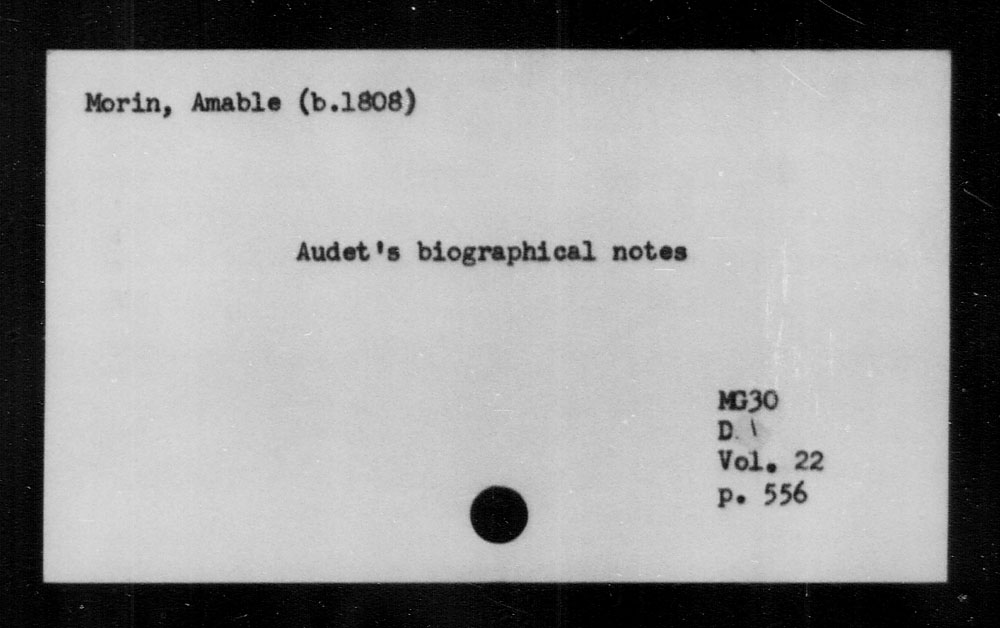 Morin, Amable (b.1808)
Audet's biographical notes
MG30
D. 1
Vol. 22
p. 556